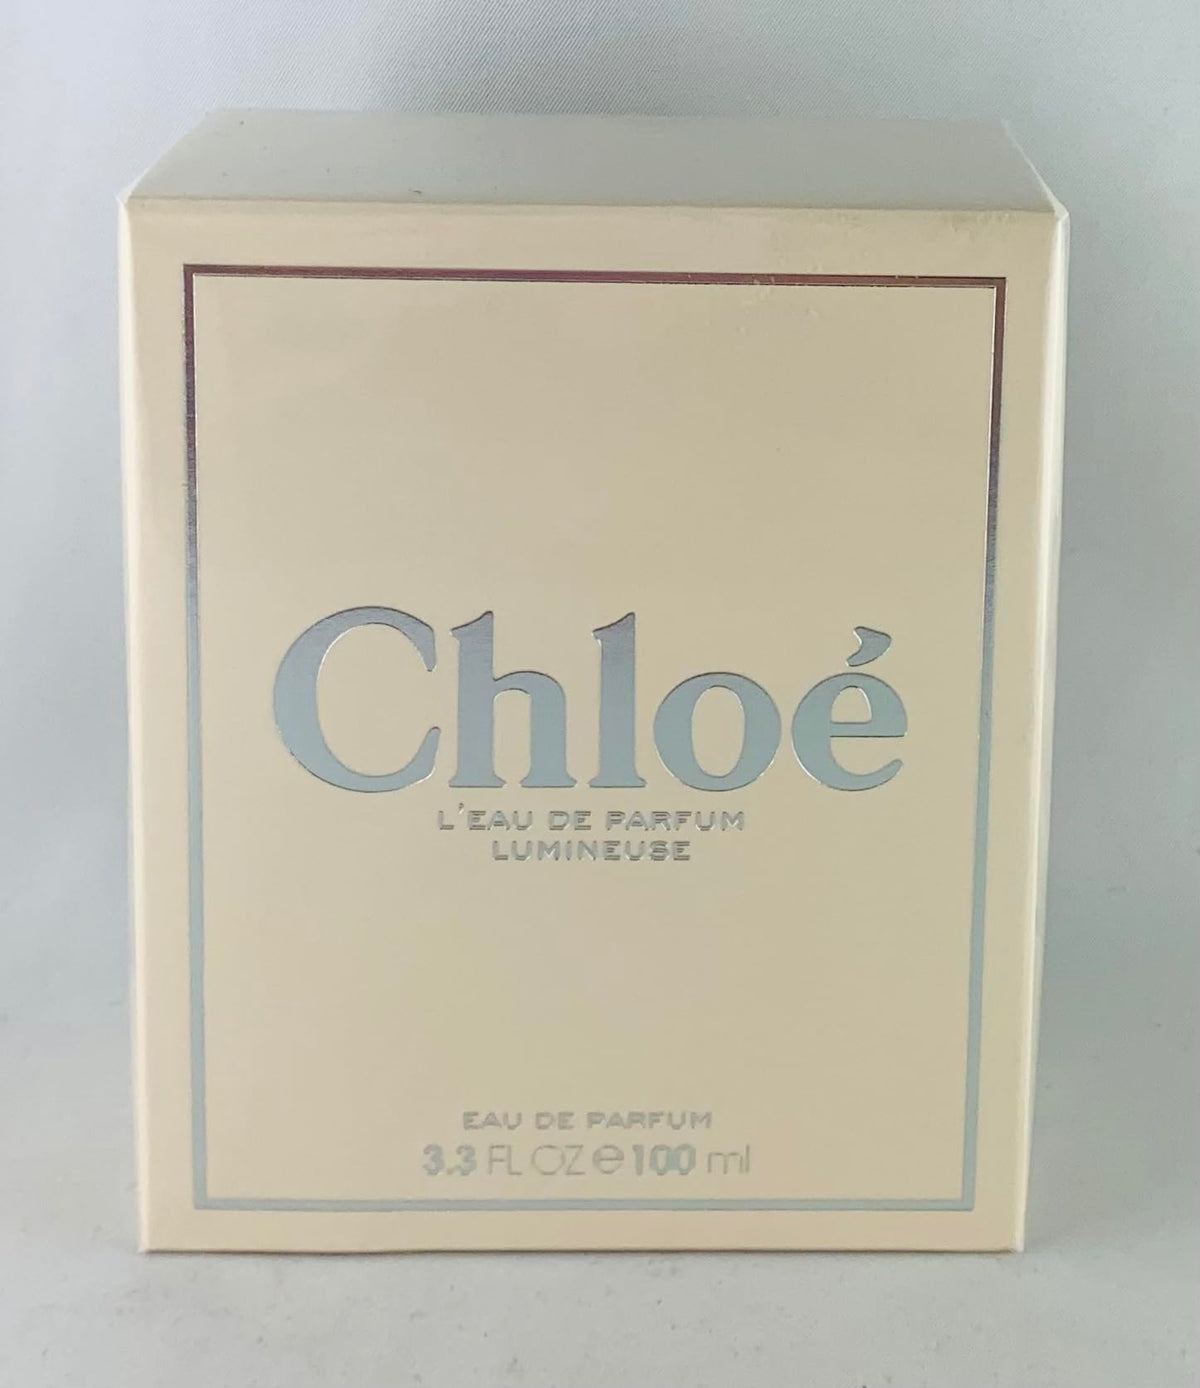 Chloé
L'EAU DE PARFUM
LUMINEUSE
EAU DE PARFUM
3.3 FL OZ ℮ 100 ml